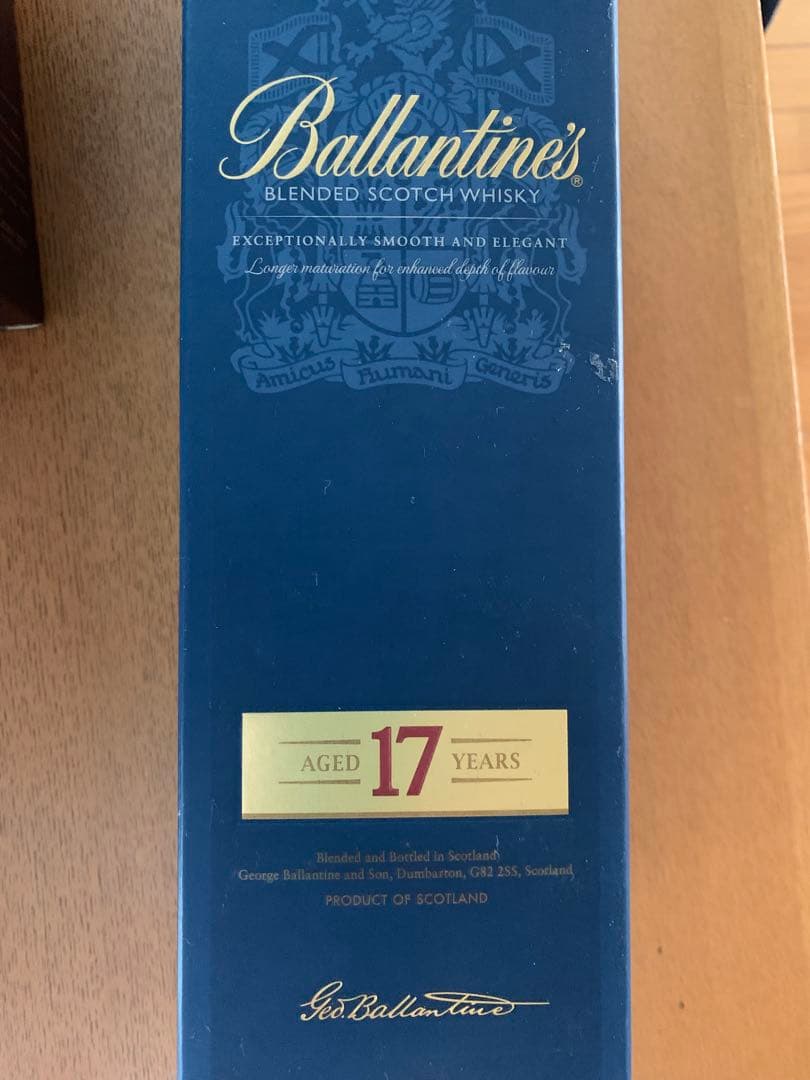 Ballantine's®
BLENDED SCOTCH WHISKY
EXCEPTIONALLY SMOOTH AND ELEGANT
Longer maturation for enhanced depth of flavour
Amicus Humani Generis
AGED 17 YEARS
Blended and Bottled in Scotland
George Ballantine and Son, Dumbarton, G82 2SS, Scotland
PRODUCT OF SCOTLAND
Geo. Ballantine